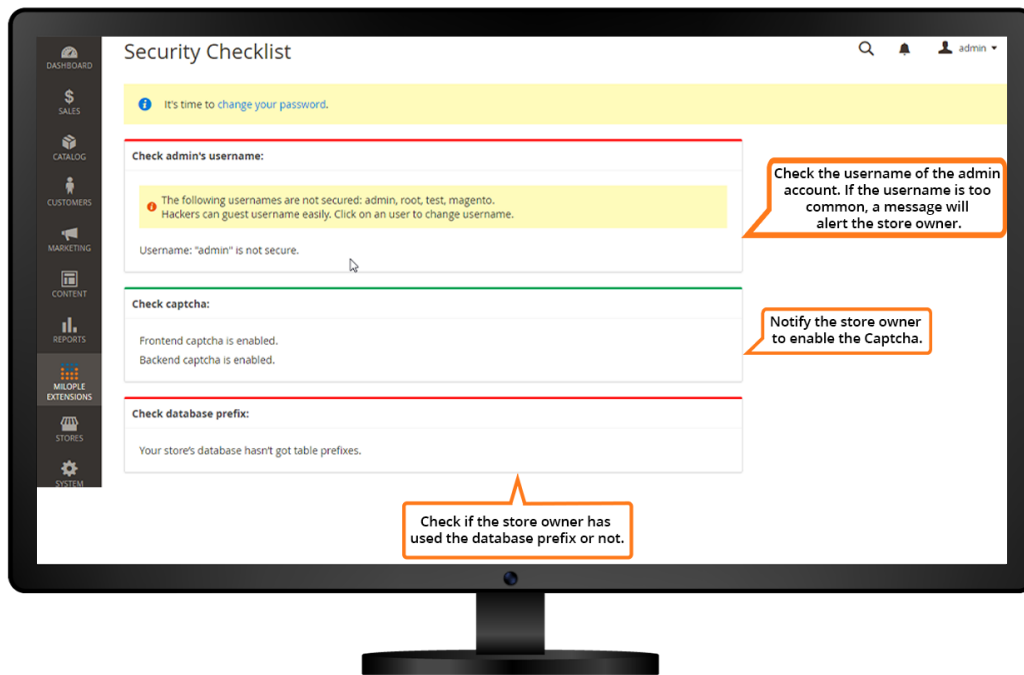 Security Checklist
admin
DASHBOARD
SALES
CATALOG
CUSTOMERS
MARKETING
CONTENT
REPORTS
MILOPLE
EXTENSIONS
STORES
SYSTEM
It's time to change your password.
Check admin's username:
The following usernames are not secured: admin, root, test, magento.
Hackers can guest username easily. Click on an user to change username.
Username: "admin" is not secure.
Check the username of the admin
account. If the username is too
common, a message will
alert the store owner.
Check captcha:
Frontend captcha is enabled.
Backend captcha is enabled.
Notify the store owner
to enable the Captcha.
Check database prefix:
Your store's database hasn't got table prefixes.
Check if the store owner has
used the database prefix or not.